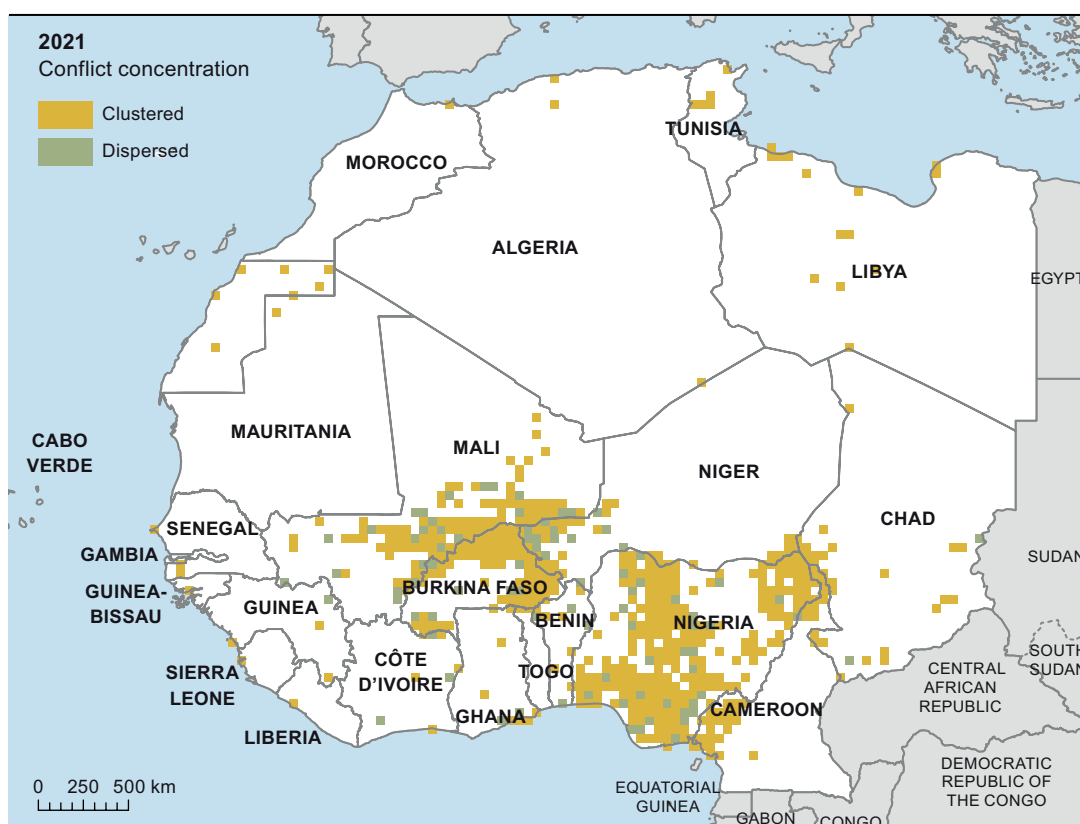 2021
Conflict concentration
Clustered
Dispersed
TUNISIA
MOROCCO
ALGERIA
LIBYA
EGYPT
MAURITANIA
CABO
VERDE
MALI
NIGER
CHAD
SENEGAL
GAMBIA
SUDAN
GUINEA-
BISSAU
BURKINA FASO
GUINEA
BENIN
NIGERIA
SIERRA
LEONE
CÔTE
D'IVOIRE
TOGO
SOUTH
SUDAN
CENTRAL
AFRICAN
REPUBLIC
LIBERIA
GHANA
CAMEROON
0 250 500 km
EQUATORIAL
GUINEA
DEMOCRATIC
REPUBLIC OF
THE CONGO
GABON
CONGO